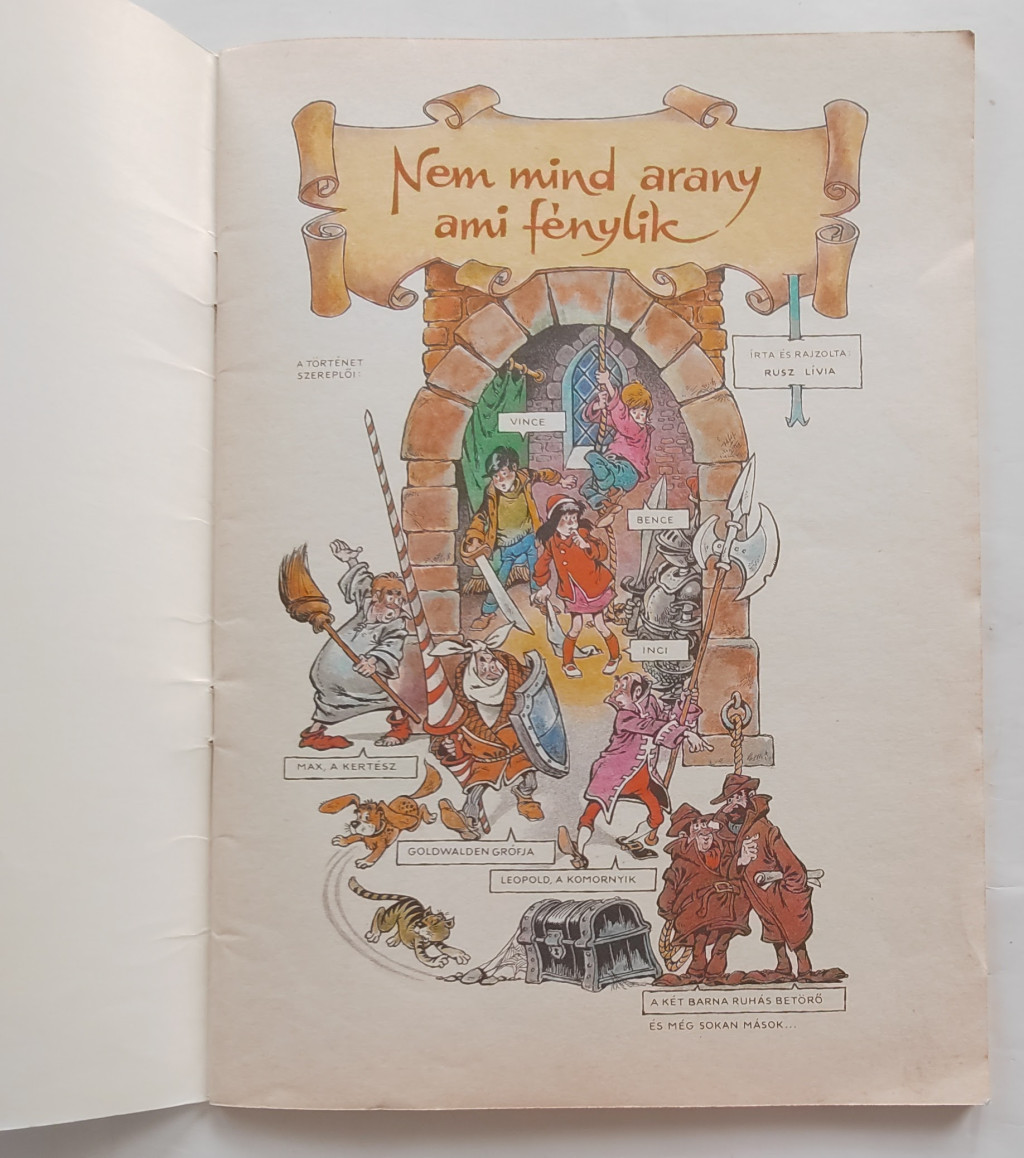 Nem mind arany
ami fénylik
A TÖRTÉNET
SZEREPLŐI:
ÍRTA ÉS RAJZOLTA:
RUSZ LÍVIA
VINCE
BENCE
INCI
MAX, A KERTÉSZ
GOLDWALDEN GRÓFJA
LEOPOLD, A KOMORNYIK
A KÉT BARNA RUHÁS BETÖRŐ
ÉS MÉG SOKAN MÁSOK...